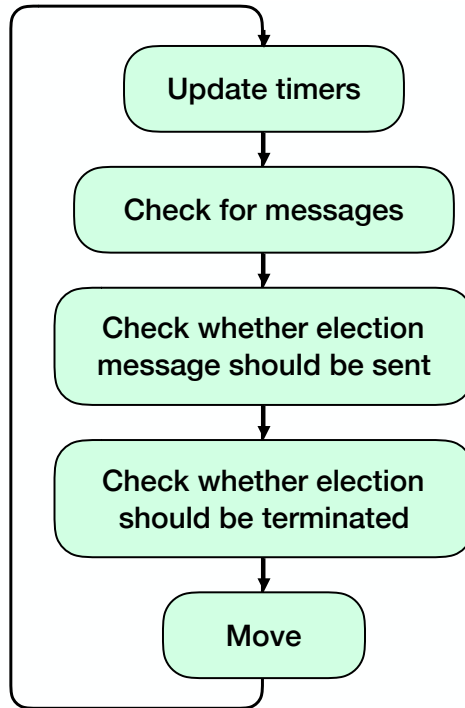 Update timers
Check for messages
Check whether election
message should be sent
Check whether election
should be terminated
Move